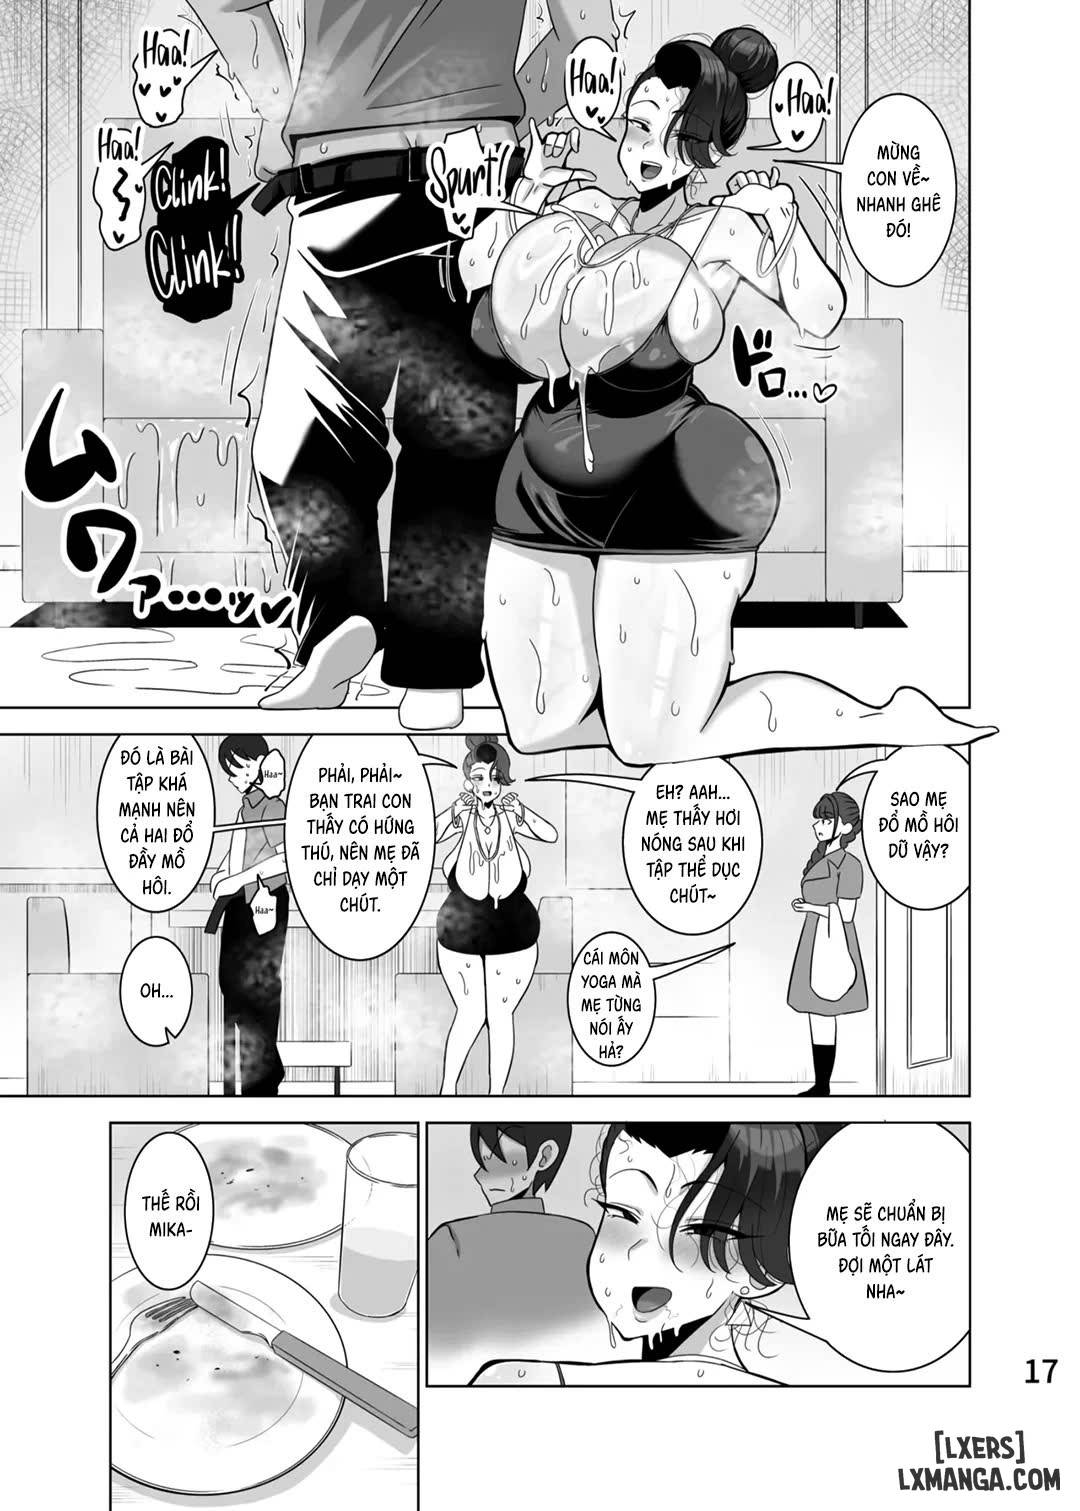 Haa!
Haa!
Haa!
Haa!
Clink!
Clink!
Spurt!
MỪNG
CON VỀ~
NHANH GHÊ
ĐÓ!
ドロ...♡
ムワァ・・・ッ♡
SAO MẸ
ĐỔ MỒ HÔI
DỮ VẬY?
EH? AAH...
MẸ THẤY HƠI
NÓNG SAU KHI
TẬP THỂ DỤC
CHÚT~
CÁI MÔN
YOGA MÀ
MẸ TỪNG
NÓI ẤY
HẢ?
PHẢI, PHẢI~
BẠN TRAI CON
THẤY CÓ HỨNG
THÚ, NÊN MẸ ĐÃ
CHỈ DẠY MỘT
CHÚT.
Haa~
Haa~
ĐÓ LÀ BÀI
TẬP KHÁ
MẠNH NÊN
CẢ HAI ĐỔ
ĐẦY MỒ
HÔI.
OH...
MẸ SẼ CHUẨN BỊ
BỮA TỐI NGAY ĐÂY.
ĐỢI MỘT LÁT
NHA~
THẾ RỒI
MIKA-
17
[LXERS]
LXMANGA.COM